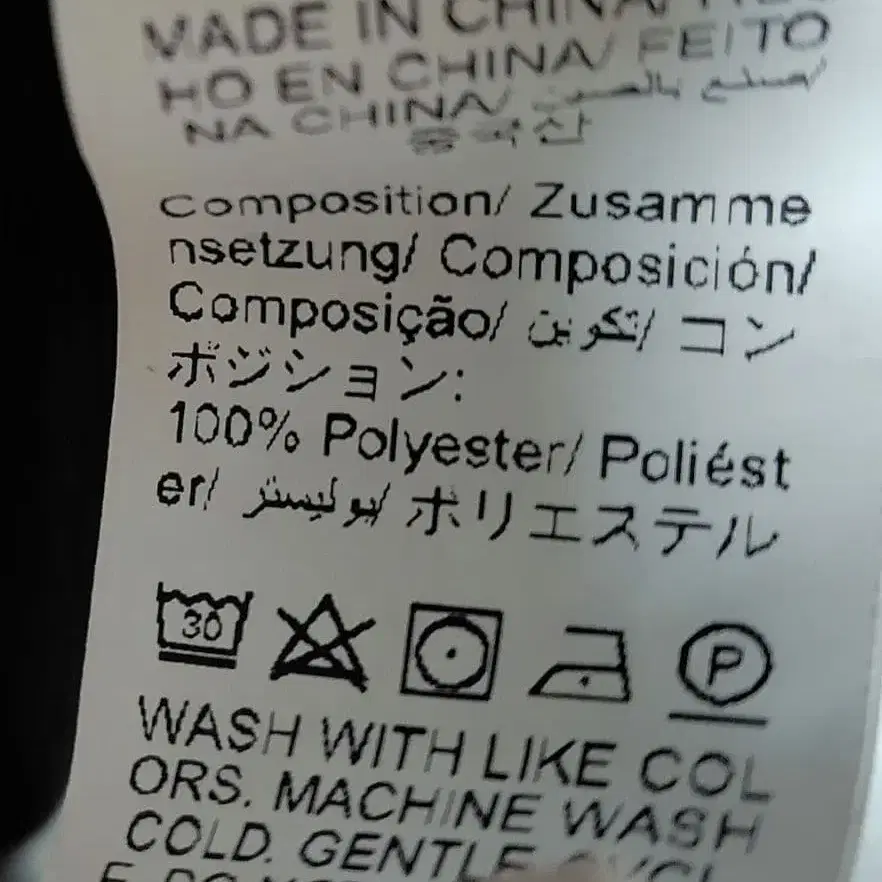 MADE IN CHINA/
HO EN CHINA/ FEITO
NA CHINA/ صنع بالصين/
중국산
Composition/ Zusamme
nsetzung/ Composición/
Composição/ تكوين/ コン
ポジション:
100% Polyester/ Poliést
er/ بوليستر/ ポリエステル
30
P
WASH WITH LIKE COL
ORS. MACHINE WASH
COLD. GENTLE